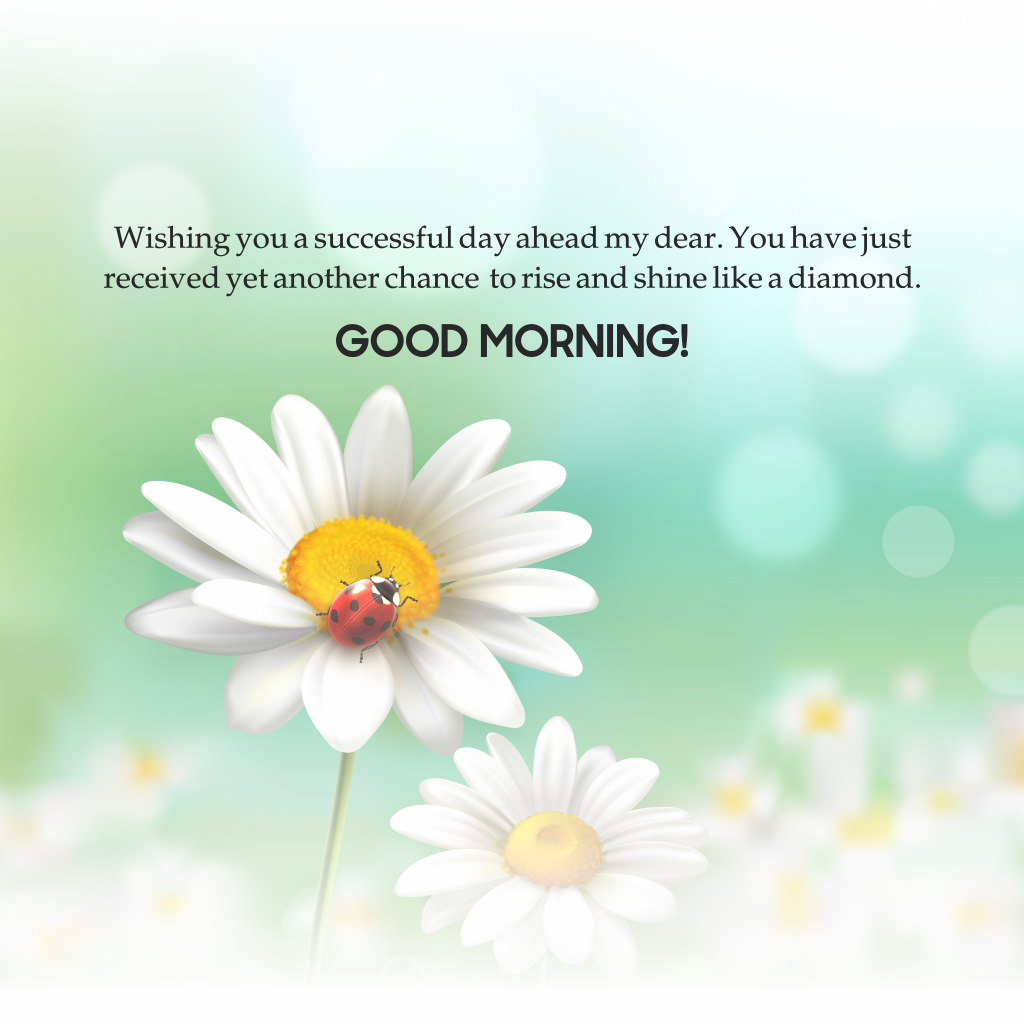 Wishing you a successful day ahead my dear. You have just
received yet another chance to rise and shine like a diamond.
GOOD MORNING!